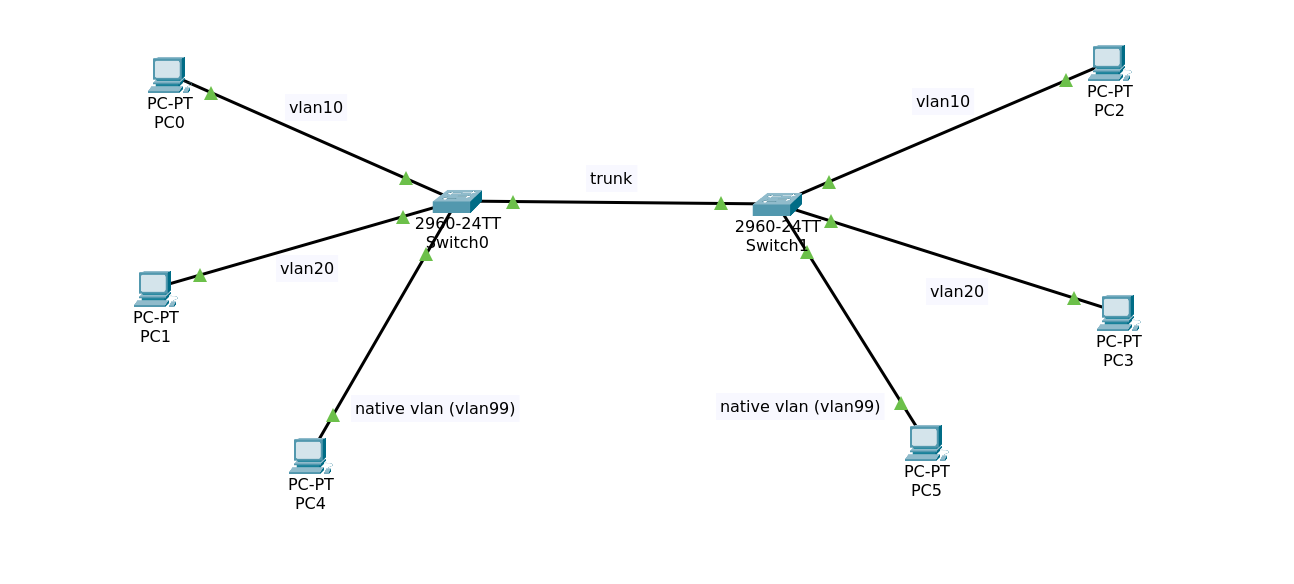 PC-PT
PC0
vlan10
vlan10
PC-PT
PC2
trunk
2960-24TT
Switch0
2960-24TT
Switch1
vlan20
vlan20
PC-PT
PC1
PC-PT
PC3
native vlan (vlan99)
native vlan (vlan99)
PC-PT
PC4
PC-PT
PC5